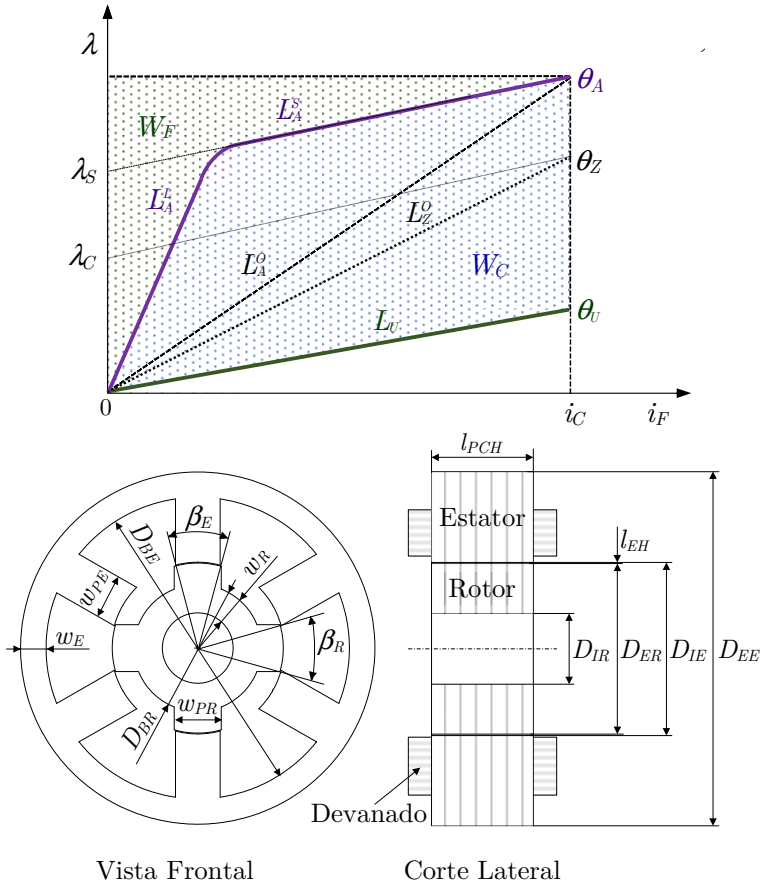 λ
θ_A
L_A^S
W_F
λ_S
θ_Z
L_A^L
L_Z^O
λ_C
L_A^O
W_C
θ_U
L_U
0
i_C
i_F
l_PCH
Estator
β_E
D_BE
w_R
l_EH
w_PE
Rotor
w_E
β_R
D_IR D_ER D_IE D_EE
w_PR
D_BR
Devanado
Vista Frontal
Corte Lateral